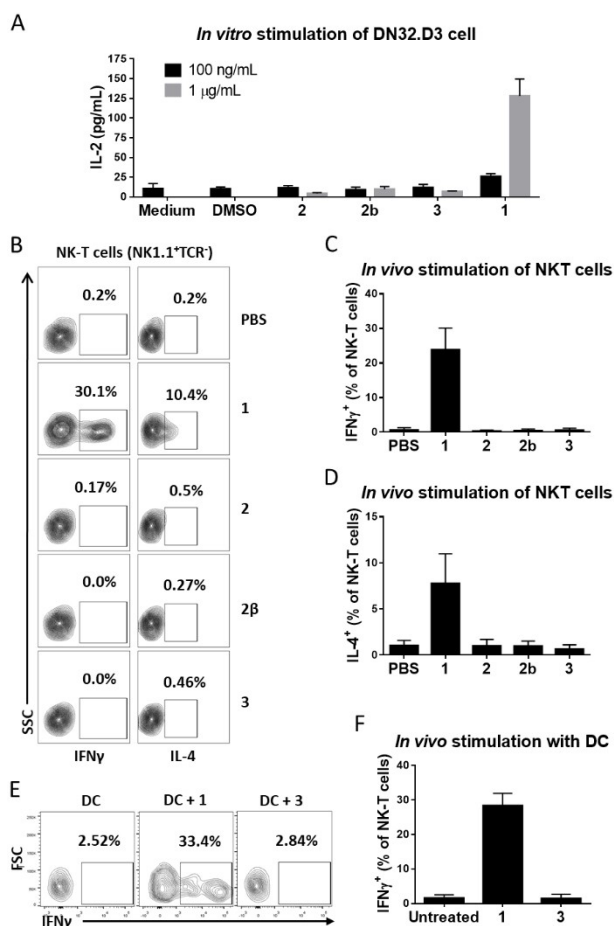 A
In vitro stimulation of DN32.D3 cell
100 ng/mL
1 µg/mL
IL-2 (pg/mL)
150
125
100
75
50
25
0
Medium DMSO 2 2b 3 1
B
NK-T cells (NK1.1⁺TCR⁻)
0.2% 0.2% PBS
30.1% 10.4% 1
0.17% 0.5% 2
0.0% 0.27% 2β
0.0% 0.46% 3
SSC
IFNγ IL-4
C
In vivo stimulation of NKT cells
IFNγ⁺ (% of NK-T cells)
40
30
20
10
0
PBS 1 2 2b 3
D
In vivo stimulation of NKT cells
IL-4⁺ (% of NK-T cells)
15
10
5
0
PBS 1 2 2b 3
E
DC DC + 1 DC + 3
2.52% 33.4% 2.84%
FSC
IFNγ
F
In vivo stimulation with DC
IFNγ⁺ (% of NK-T cells)
40
30
20
10
0
Untreated 1 3